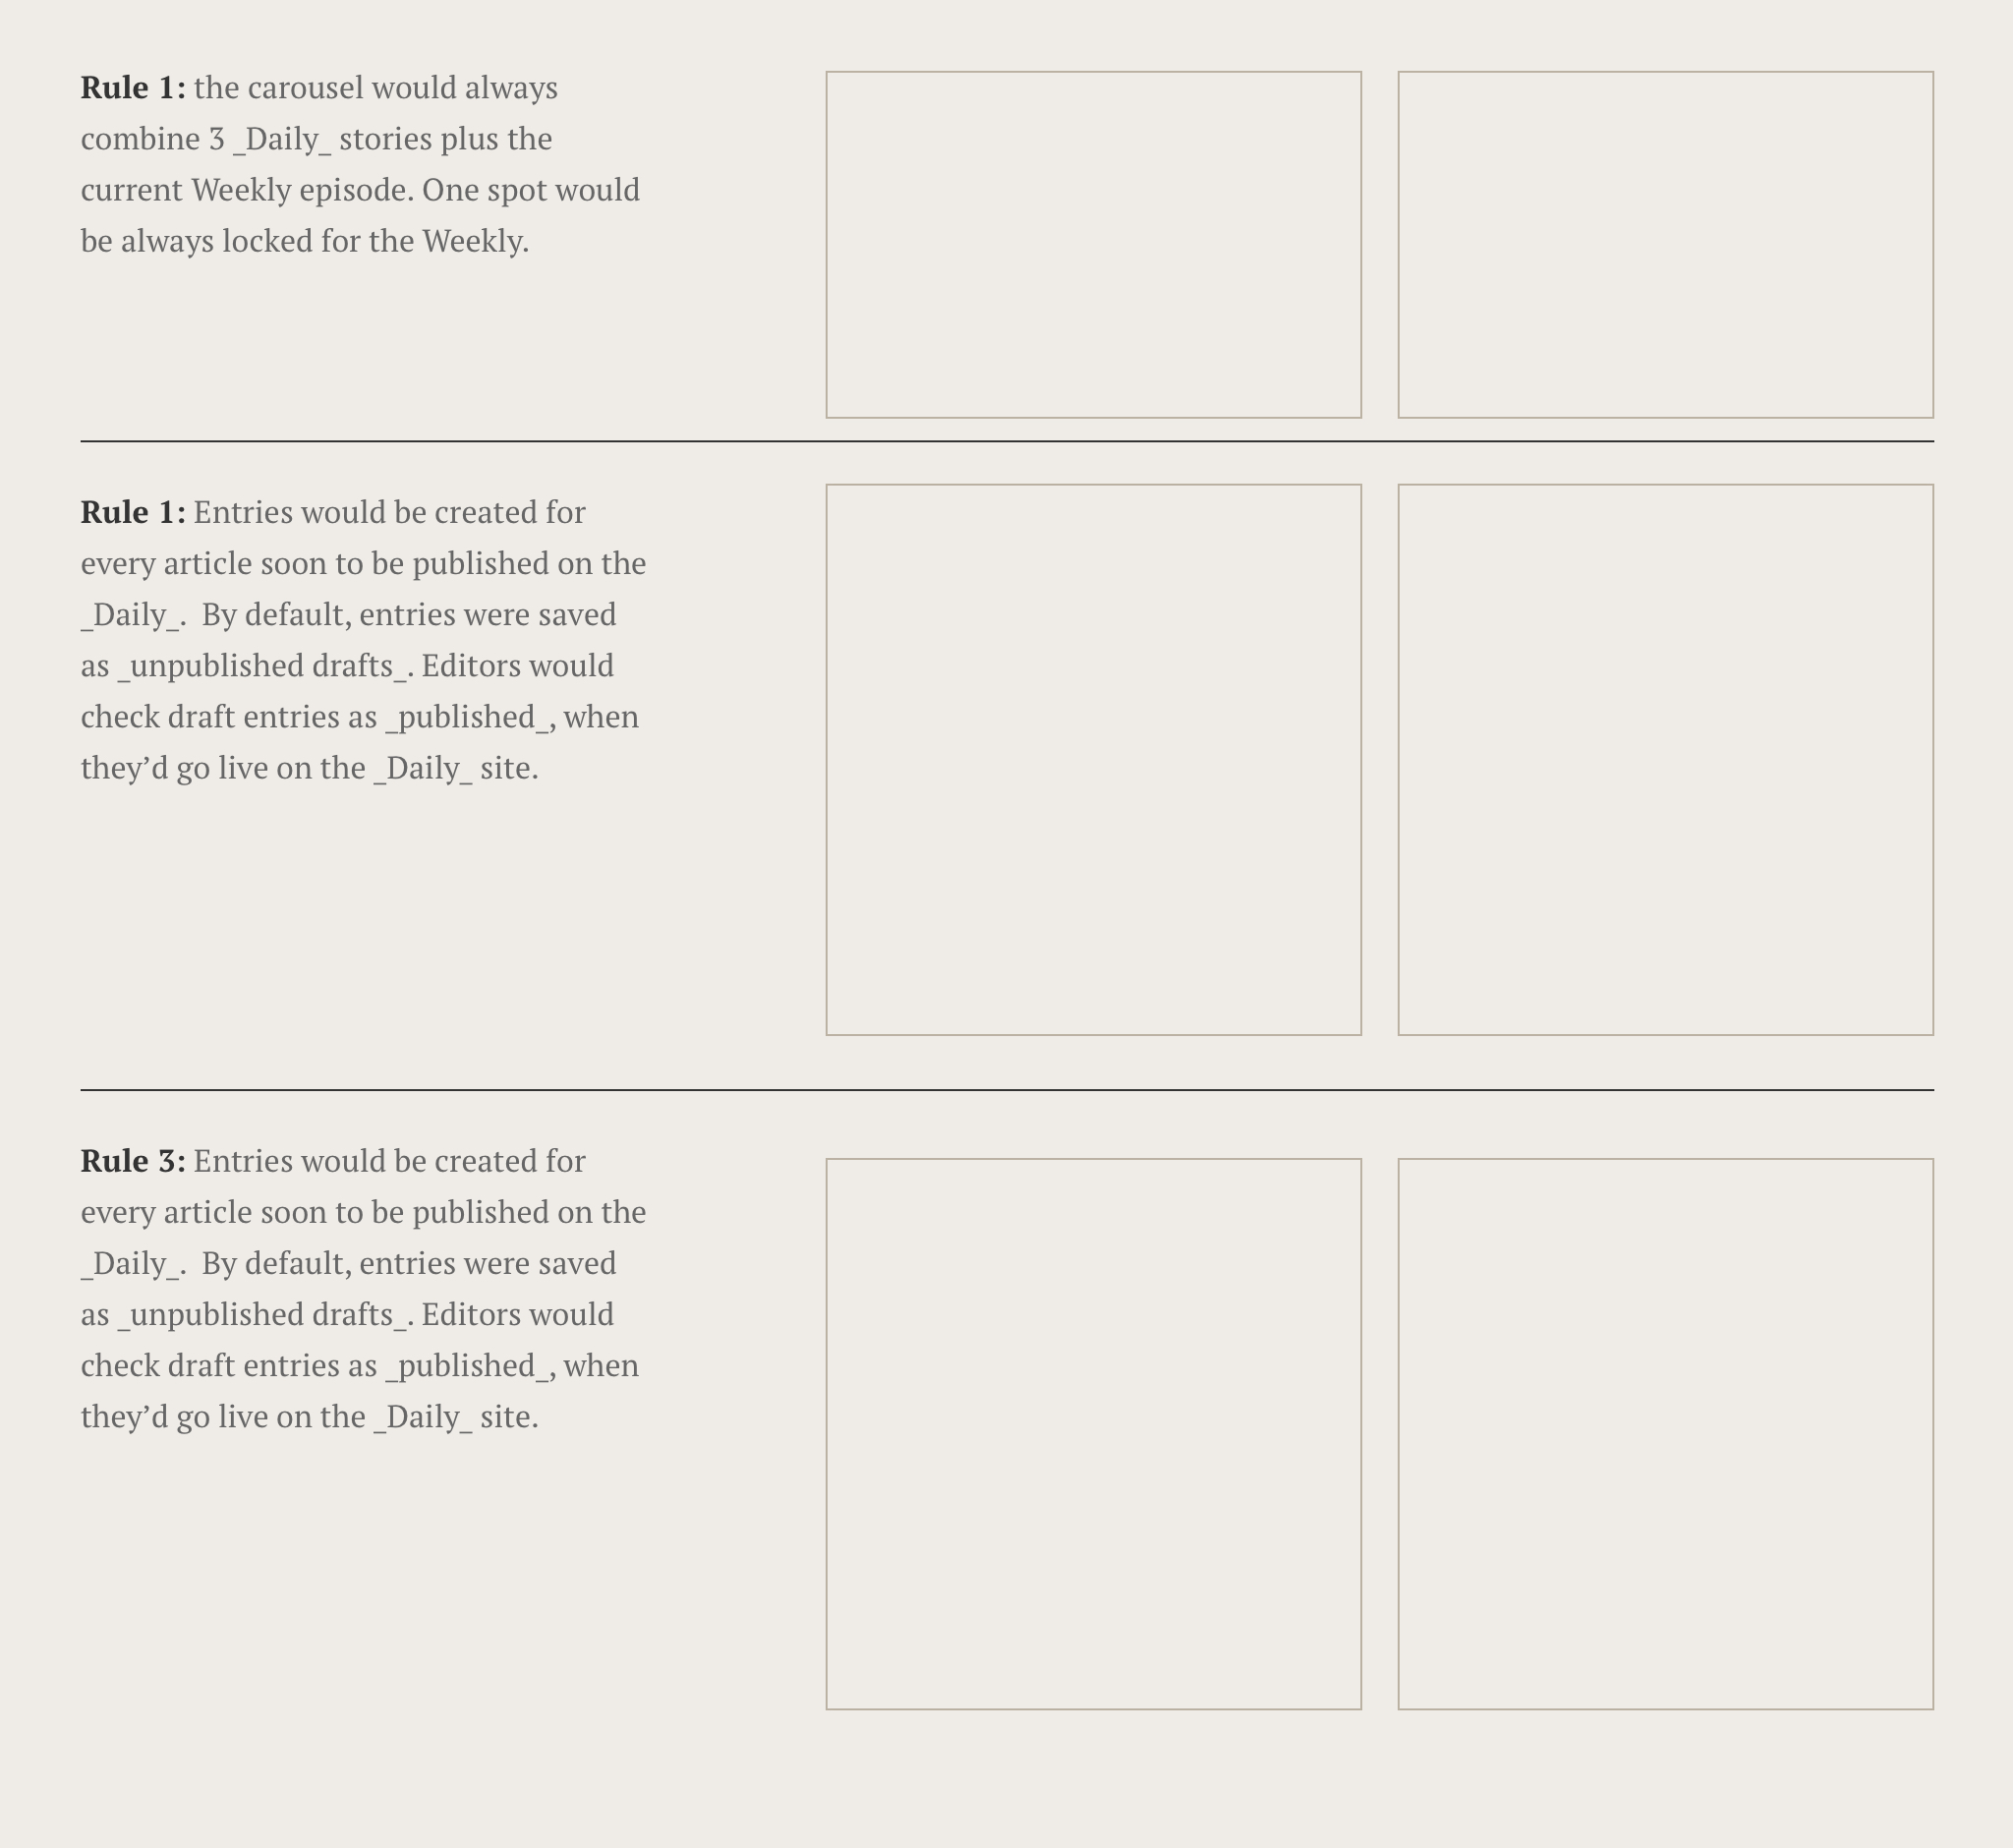 Rule 1: the carousel would always
combine 3 _Daily_ stories plus the
current Weekly episode. One spot would
be always locked for the Weekly.
Rule 1: Entries would be created for
every article soon to be published on the
_Daily_.  By default, entries were saved
as _unpublished drafts_. Editors would
check draft entries as _published_, when
they’d go live on the _Daily_ site.
Rule 3: Entries would be created for
every article soon to be published on the
_Daily_.  By default, entries were saved
as _unpublished drafts_. Editors would
check draft entries as _published_, when
they’d go live on the _Daily_ site.